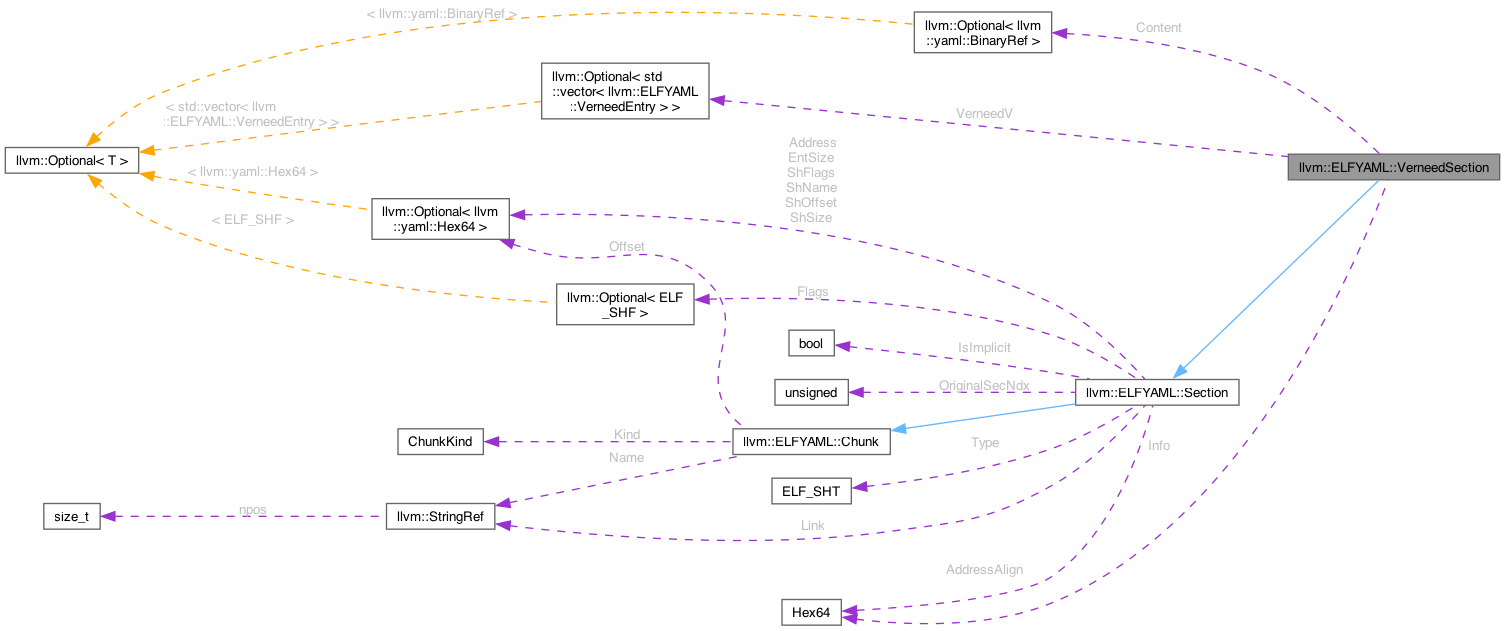 < llvm::yaml::BinaryRef >
llvm::Optional< llvm
::yaml::BinaryRef >
Content
llvm::Optional< std
::vector< llvm::ELFYAML
::VerneedEntry > >
< std::vector< llvm
::ELFYAML::VerneedEntry > >
VerneedV
llvm::Optional< T >
llvm::ELFYAML::VerneedSection
Address
EntSize
ShFlags
ShName
ShOffset
ShSize
< llvm::yaml::Hex64 >
llvm::Optional< llvm
::yaml::Hex64 >
< ELF_SHF >
Offset
llvm::Optional< ELF
_SHF >
Flags
bool
IsImplicit
unsigned
OriginalSecNdx
llvm::ELFYAML::Section
ChunkKind
Kind
llvm::ELFYAML::Chunk
Name
Type
Info
ELF_SHT
size_t
npos
llvm::StringRef
Link
AddressAlign
Hex64